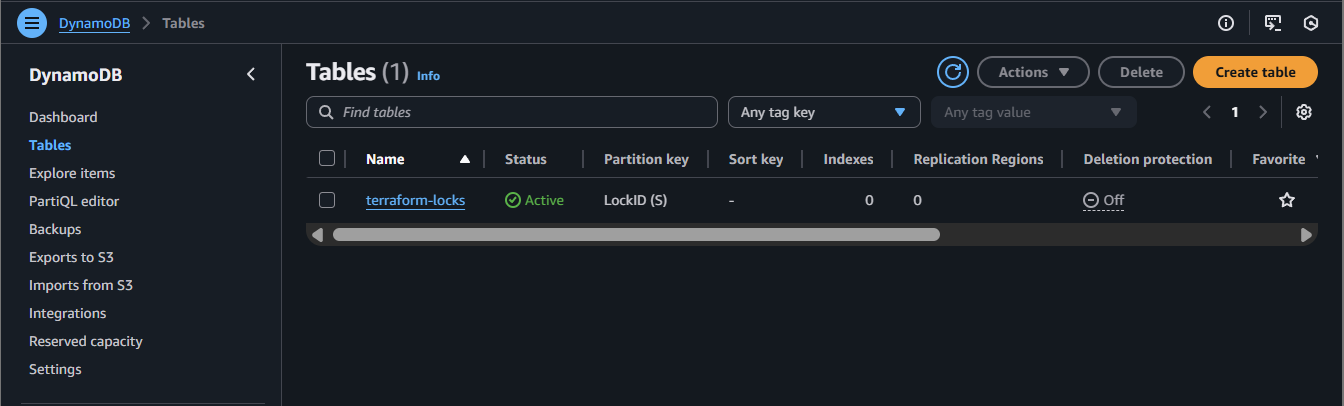 DynamoDB > Tables
DynamoDB
Dashboard
Tables
Explore items
PartiQL editor
Backups
Exports to S3
Imports from S3
Integrations
Reserved capacity
Settings
Tables (1) Info
Actions Delete Create table
Find tables Any tag key Any tag value 1
Name Status Partition key Sort key Indexes Replication Regions Deletion protection Favorite
terraform-locks Active LockID (S) - 0 0 Off